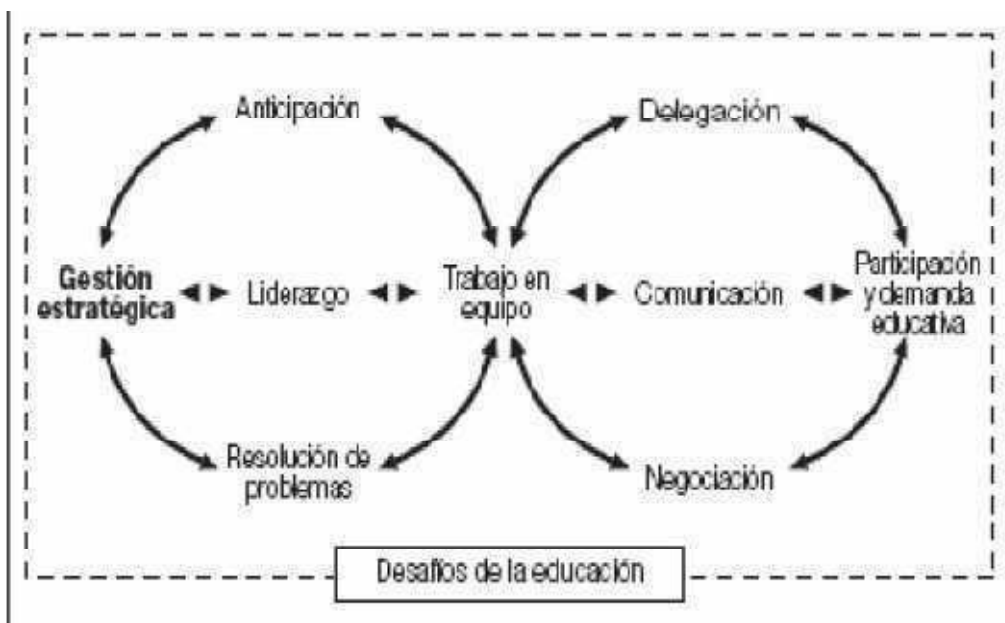 Anticipación
Delegación
Gestión
estratégica
Liderazgo
Trabajo en
equipo
Comunicación
Participación
y demanda
educativa
Resolución de
problemas
Negociación
Desafíos de la educación